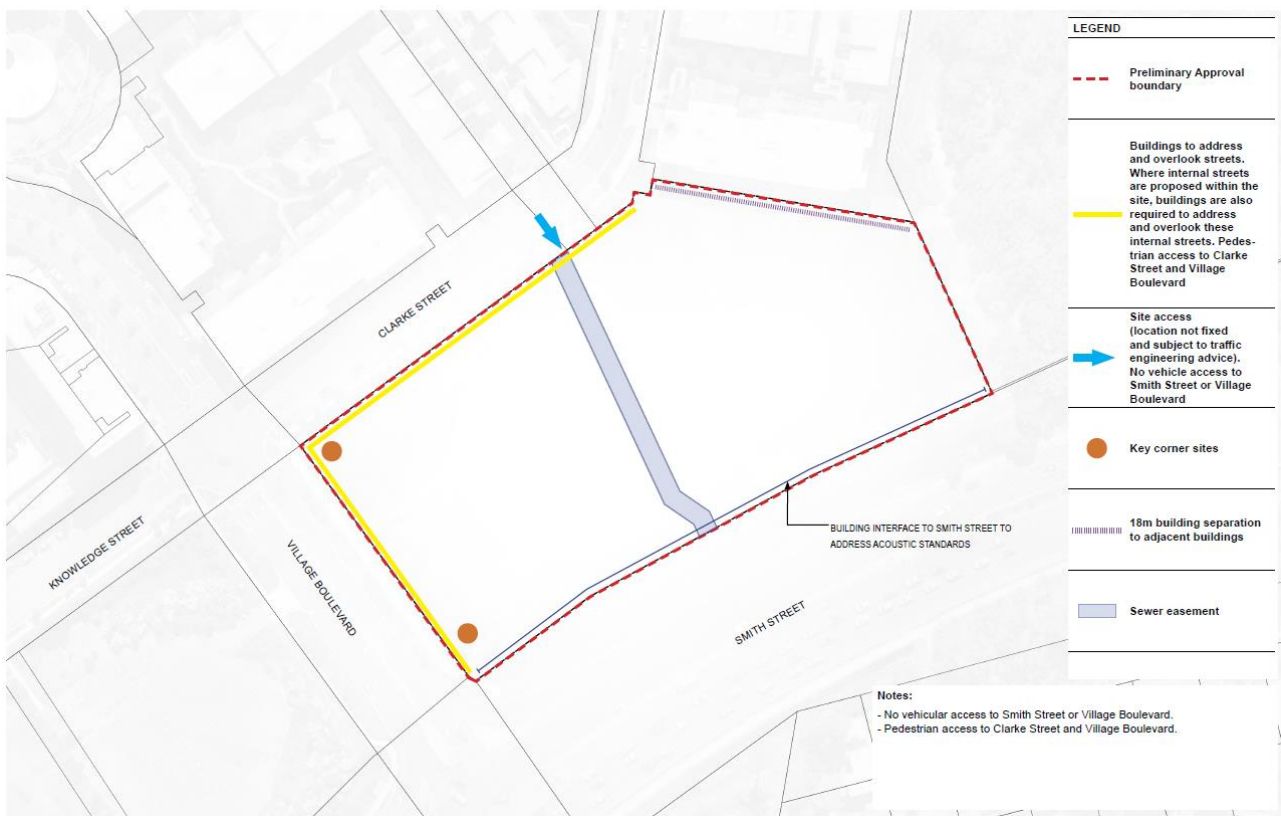 LEGEND
Preliminary Approval
boundary
Buildings to address
and overlook streets.
Where internal streets
are proposed within the
site, buildings are also
required to address
and overlook these
internal streets. Pedes-
trian access to Clarke
Street and Village
Boulevard
Site access
(location not fixed
and subject to traffic
engineering advice).
No vehicle access to
Smith Street or Village
Boulevard
Key corner sites
18m building separation
to adjacent buildings
Sewer easement
CLARKE STREET
KNOWLEDGE STREET
VILLAGE BOULEVARD
SMITH STREET
BUILDING INTERFACE TO SMITH STREET TO
ADDRESS ACOUSTIC STANDARDS
Notes:
- No vehicular access to Smith Street or Village Boulevard.
- Pedestrian access to Clarke Street and Village Boulevard.